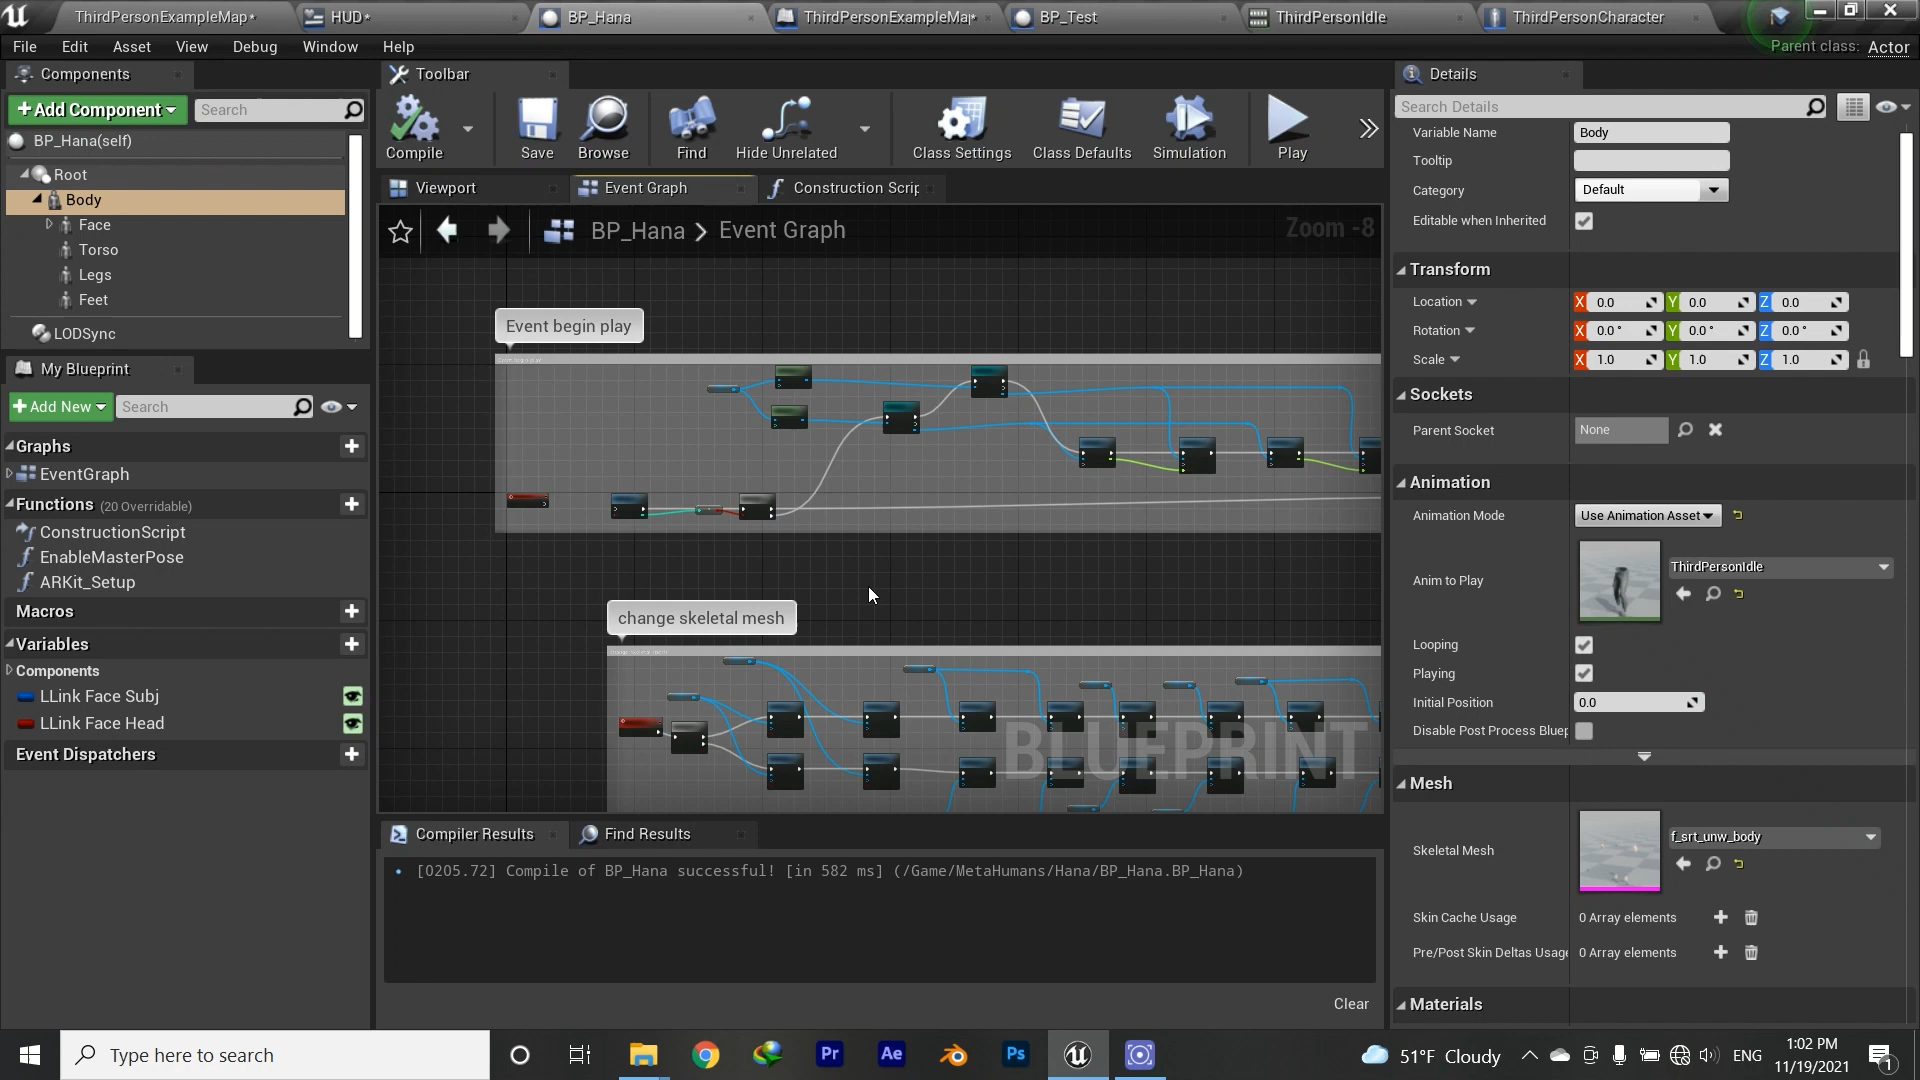 ThirdPersonExampleMap*
HUD*
BP_Hana
ThirdPersonExampleMap*
BP_Test
ThirdPersonIdle
ThirdPersonCharacter
File Edit Asset View Debug Window Help
Parent class: Actor
Components
+Add Component
Search
BP_Hana(self)
Root
Body
Face
Torso
Legs
Feet
LODSync
My Blueprint
+Add New
Search
Graphs
EventGraph
Functions (20 Overridable)
ConstructionScript
EnableMasterPose
ARKit_Setup
Macros
Variables
Components
LLink Face Subj
LLink Face Head
Event Dispatchers
Toolbar
Compile Save Browse Find Hide Unrelated Class Settings Class Defaults Simulation Play
Viewport
Event Graph
Construction Scrip
BP_Hana > Event Graph
Zoom -8
Event begin play
change skeletal mesh
BLUEPRINT
Compiler Results
Find Results
• [0205.72] Compile of BP_Hana successful! [in 582 ms] (/Game/MetaHumans/Hana/BP_Hana.BP_Hana)
Clear
Details
Search Details
Variable Name Body
Tooltip
Category Default
Editable when Inherited
Transform
Location X 0.0 Y 0.0 Z 0.0
Rotation X 0.0° Y 0.0° Z 0.0°
Scale X 1.0 Y 1.0 Z 1.0
Sockets
Parent Socket None
Animation
Animation Mode Use Animation Asset
Anim to Play ThirdPersonIdle
Looping
Playing
Initial Position 0.0
Disable Post Process Bluep
Mesh
Skeletal Mesh f_srt_unw_body
Skin Cache Usage 0 Array elements
Pre/Post Skin Deltas Usage 0 Array elements
Materials
Type here to search
Pr
Ae
Ps
51°F Cloudy
ENG
1:02 PM
11/19/2021
1